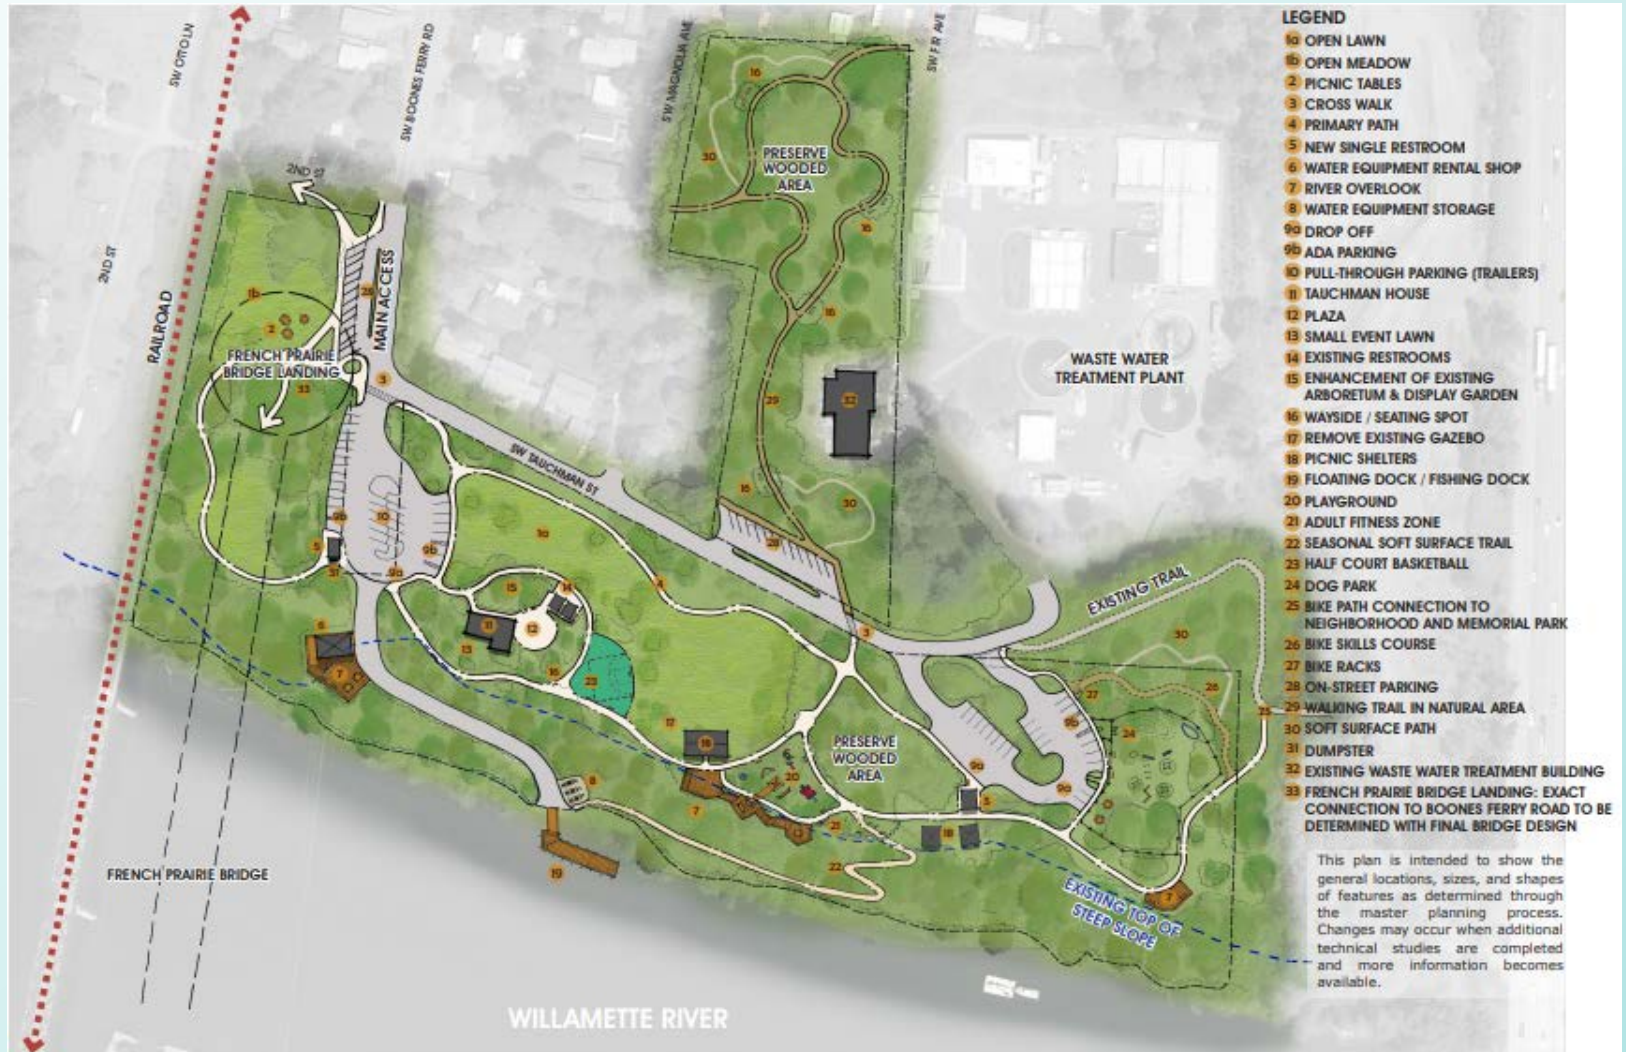 SW OTTO LN
SW BOONES FERRY RD
SW MAGNOLIA AVE
SW FIR AVE
2ND ST
2ND ST
RAILROAD
MAIN ACCESS
PRESERVE
WOODED
AREA
FRENCH PRAIRIE
BRIDGE LANDING
SW TAUCHMAN ST
WASTE WATER
TREATMENT PLANT
EXISTING TRAIL
PRESERVE
WOODED
AREA
FRENCH PRAIRIE BRIDGE
EXISTING TOP OF
STEEP SLOPE
WILLAMETTE RIVER
LEGEND
1a OPEN LAWN
1b OPEN MEADOW
2 PICNIC TABLES
3 CROSS WALK
4 PRIMARY PATH
5 NEW SINGLE RESTROOM
6 WATER EQUIPMENT RENTAL SHOP
7 RIVER OVERLOOK
8 WATER EQUIPMENT STORAGE
9a DROP OFF
9b ADA PARKING
10 PULL-THROUGH PARKING (TRAILERS)
11 TAUCHMAN HOUSE
12 PLAZA
13 SMALL EVENT LAWN
14 EXISTING RESTROOMS
15 ENHANCEMENT OF EXISTING
ARBORETUM & DISPLAY GARDEN
16 WAYSIDE / SEATING SPOT
17 REMOVE EXISTING GAZEBO
18 PICNIC SHELTERS
19 FLOATING DOCK / FISHING DOCK
20 PLAYGROUND
21 ADULT FITNESS ZONE
22 SEASONAL SOFT SURFACE TRAIL
23 HALF COURT BASKETBALL
24 DOG PARK
25 BIKE PATH CONNECTION TO
NEIGHBORHOOD AND MEMORIAL PARK
26 BIKE SKILLS COURSE
27 BIKE RACKS
28 ON-STREET PARKING
29 WALKING TRAIL IN NATURAL AREA
30 SOFT SURFACE PATH
31 DUMPSTER
32 EXISTING WASTE WATER TREATMENT BUILDING
33 FRENCH PRAIRIE BRIDGE LANDING: EXACT
CONNECTION TO BOONES FERRY ROAD TO BE
DETERMINED WITH FINAL BRIDGE DESIGN
This plan is intended to show the
general locations, sizes, and shapes
of features as determined through
the master planning process.
Changes may occur when additional
technical studies are completed
and more information becomes
available.